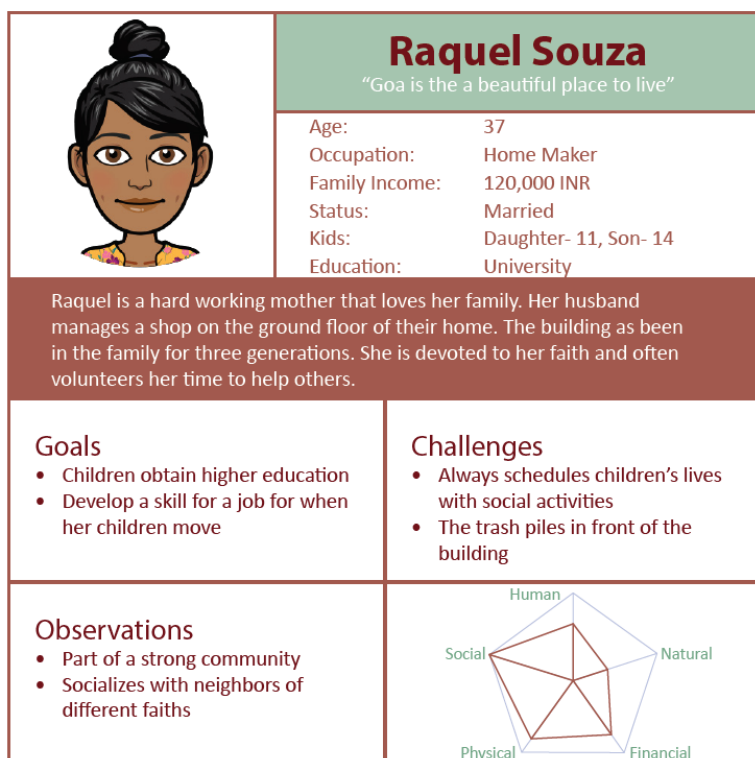 Raquel Souza
“Goa is the a beautiful place to live”
Age: 37
Occupation: Home Maker
Family Income: 120,000 INR
Status: Married
Kids: Daughter- 11, Son- 14
Education: University
Raquel is a hard working mother that loves her family. Her husband
manages a shop on the ground floor of their home. The building as been
in the family for three generations. She is devoted to her faith and often
volunteers her time to help others.
Goals
• Children obtain higher education
• Develop a skill for a job for when
her children move
Challenges
• Always schedules children’s lives
with social activities
• The trash piles in front of the
building
Observations
• Part of a strong community
• Socializes with neighbors of
different faiths
Human
Social
Natural
Physical
Financial